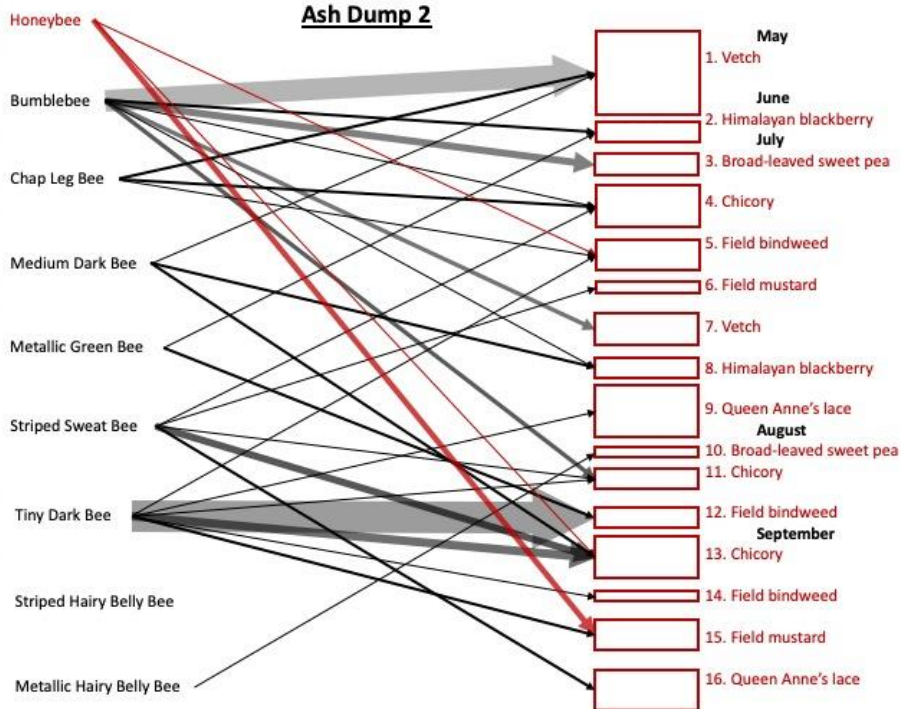 Ash Dump 2
Honeybee
Bumblebee
Chap Leg Bee
Medium Dark Bee
Metallic Green Bee
Striped Sweat Bee
Tiny Dark Bee
Striped Hairy Belly Bee
Metallic Hairy Belly Bee
May
1. Vetch
June
2. Himalayan blackberry
July
3. Broad-leaved sweet pea
4. Chicory
5. Field bindweed
6. Field mustard
7. Vetch
8. Himalayan blackberry
9. Queen Anne's lace
August
10. Broad-leaved sweet pea
11. Chicory
12. Field bindweed
September
13. Chicory
14. Field bindweed
15. Field mustard
16. Queen Anne's lace